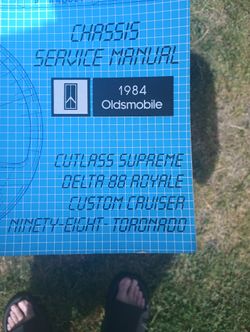 CHASSIS
SERVICE MANUAL
1984
Oldsmobile
CUTLASS SUPREME
DELTA 88 ROYALE
CUSTOM CRUISER
NINETY-EIGHT-TORONADO